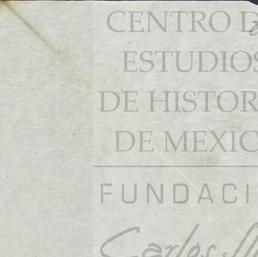 CENTRO D
ESTUDIOS
DE HISTOR
DE MEXIC
FUNDACI
Carlos